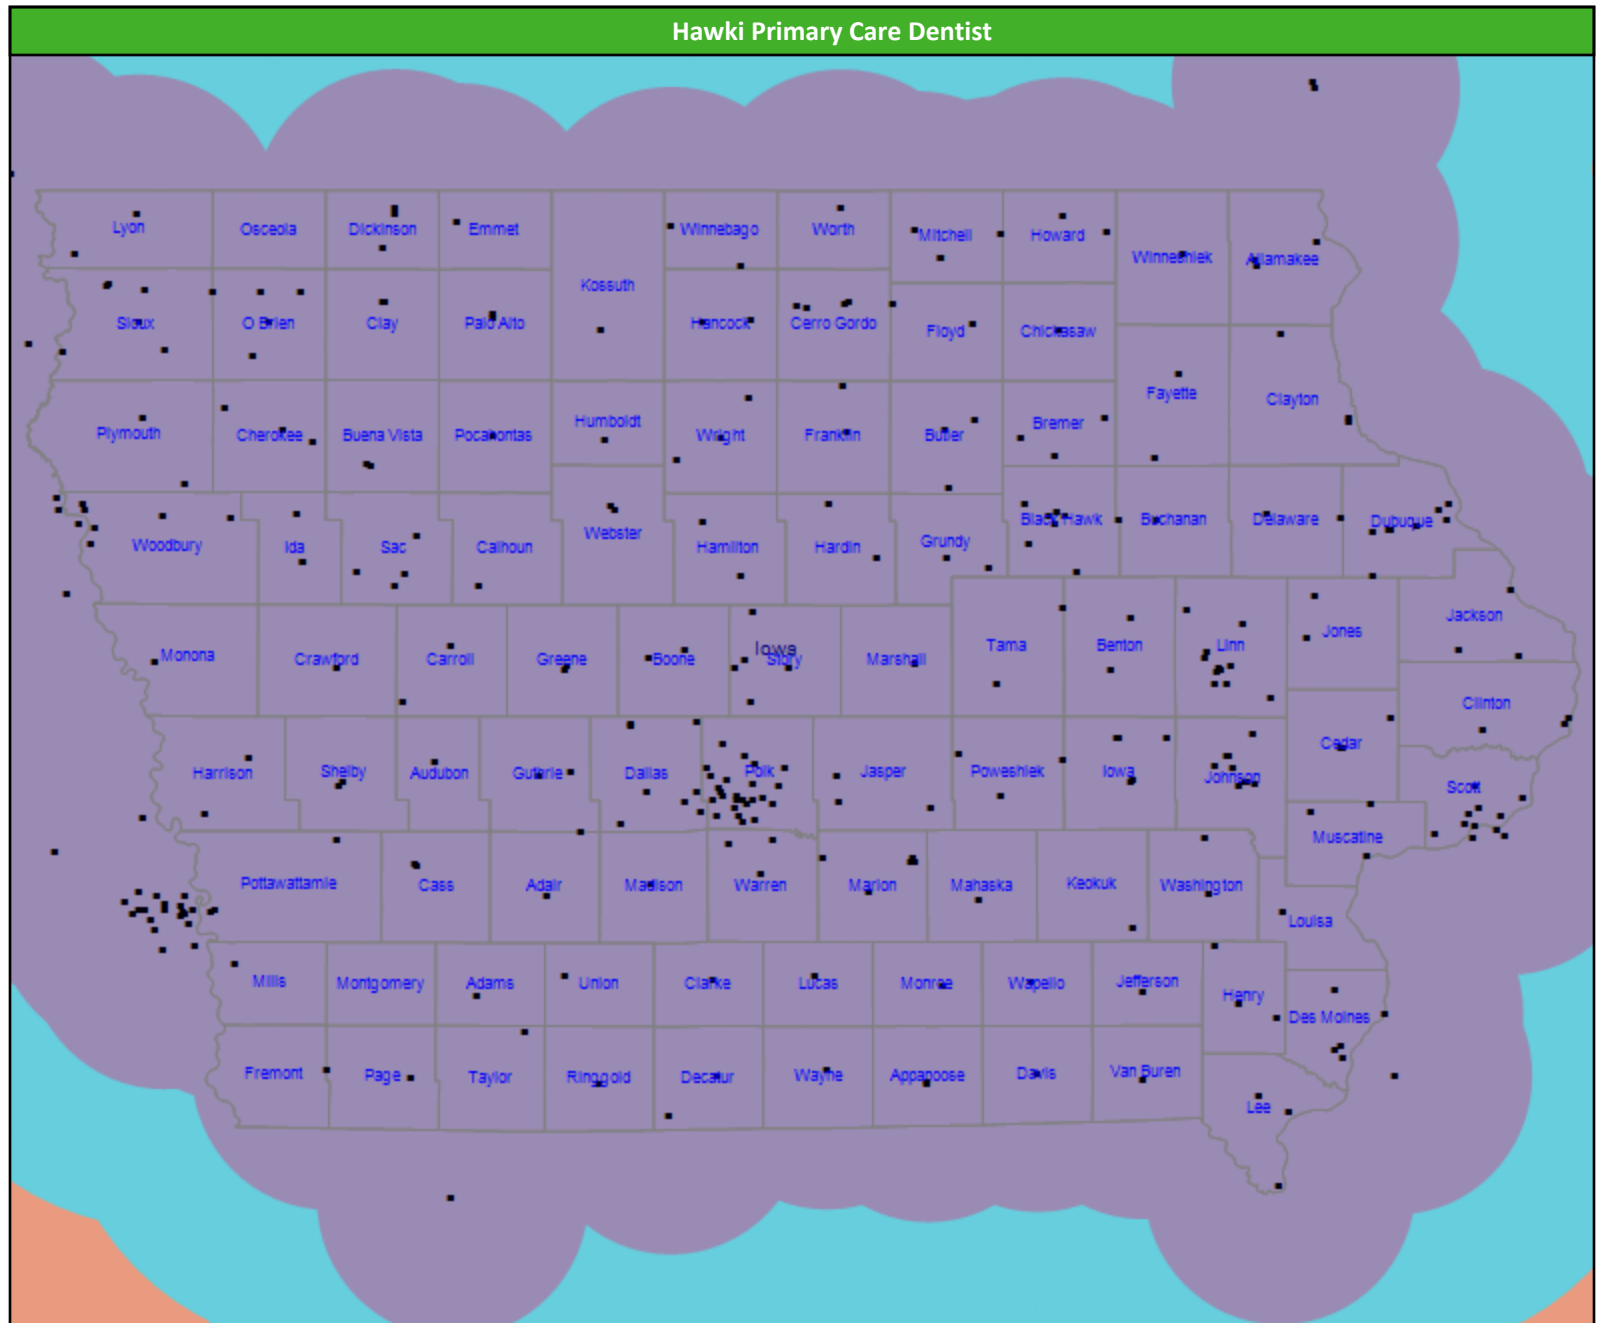 Hawki Primary Care Dentist
Lyon
Osceola
Dickinson
Emmet
Winnebago
Worth
Mitchell
Howard
Winneshiek
Allamakee
Kossuth
Sioux
O Brien
Clay
Palo Alto
Hancock
Cerro Gordo
Floyd
Chickasaw
Fayette
Clayton
Plymouth
Cherokee
Buena Vista
Pocahontas
Humboldt
Wright
Franklin
Butler
Bremer
Woodbury
Ida
Sac
Calhoun
Webster
Hamilton
Hardin
Grundy
Black Hawk
Buchanan
Delaware
Dubuque
Monona
Crawford
Carroll
Greene
Boone
Iowa
Story
Marshall
Tama
Benton
Linn
Jones
Jackson
Clinton
Harrison
Shelby
Audubon
Guthrie
Dallas
Polk
Jasper
Poweshiek
Iowa
Johnson
Cedar
Scott
Muscatine
Pottawattamie
Cass
Adair
Madison
Warren
Marion
Mahaska
Keokuk
Washington
Louisa
Mills
Montgomery
Adams
Union
Clarke
Lucas
Monroe
Wapello
Jefferson
Henry
Des Moines
Fremont
Page
Taylor
Ringgold
Decatur
Wayne
Appanoose
Davis
Van Buren
Lee